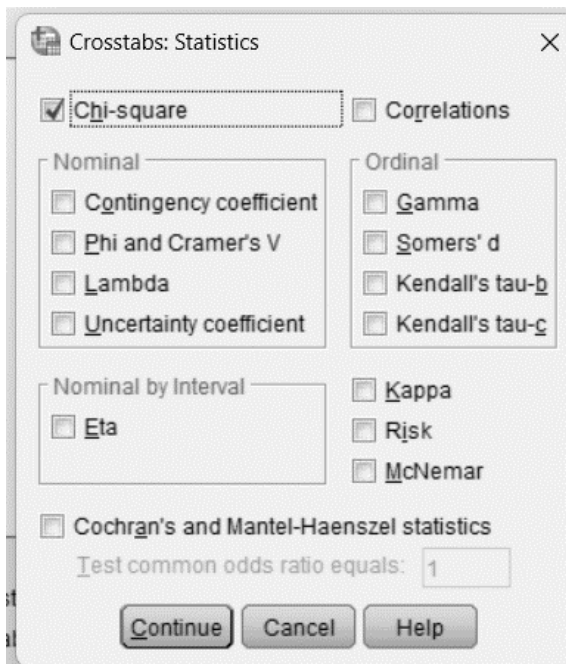 Crosstabs: Statistics
Chi-square
Correlations
Nominal
Contingency coefficient
Phi and Cramer's V
Lambda
Uncertainty coefficient
Ordinal
Gamma
Somers' d
Kendall's tau-b
Kendall's tau-c
Nominal by Interval
Eta
Kappa
Risk
McNemar
Cochran's and Mantel-Haenszel statistics
Test common odds ratio equals: 1
Continue Cancel Help